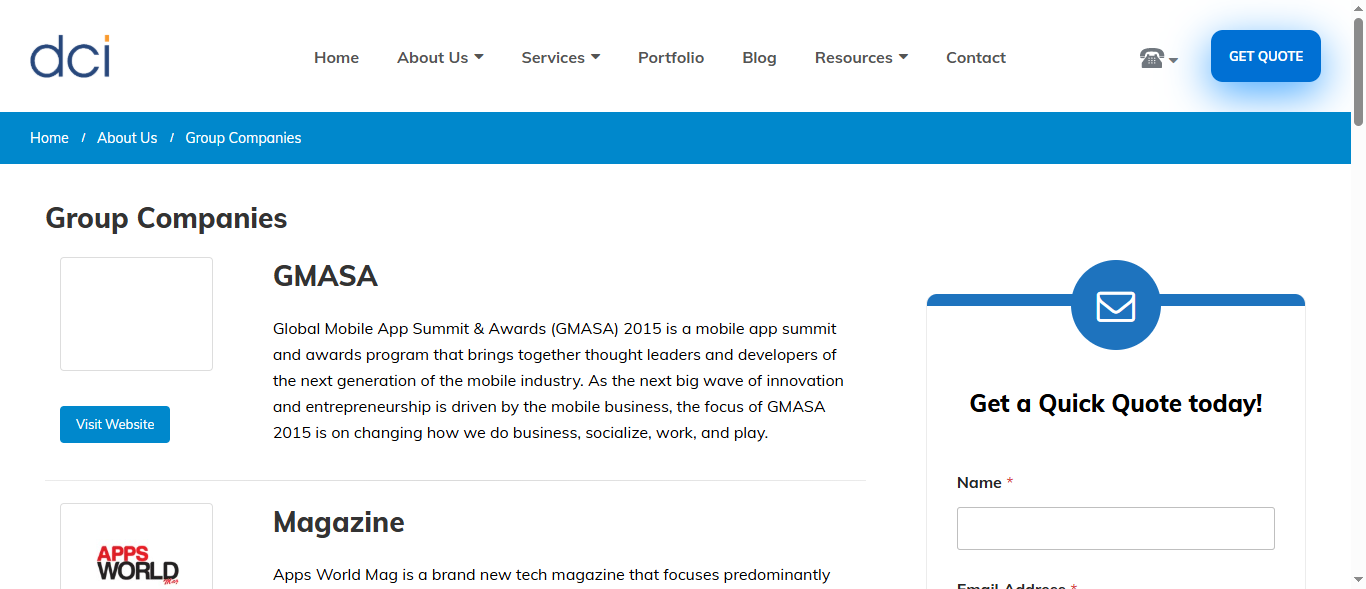 dci
Home
About Us
Services
Portfolio
Blog
Resources
Contact
GET QUOTE
Home / About Us / Group Companies
Group Companies
GMASA
Global Mobile App Summit & Awards (GMASA) 2015 is a mobile app summit
and awards program that brings together thought leaders and developers of
the next generation of the mobile industry. As the next big wave of innovation
and entrepreneurship is driven by the mobile business, the focus of GMASA
2015 is on changing how we do business, socialize, work, and play.
Visit Website
APPS
WORLD
Mag
Magazine
Apps World Mag is a brand new tech magazine that focuses predominantly
Get a Quick Quote today!
Name *
Email Address *